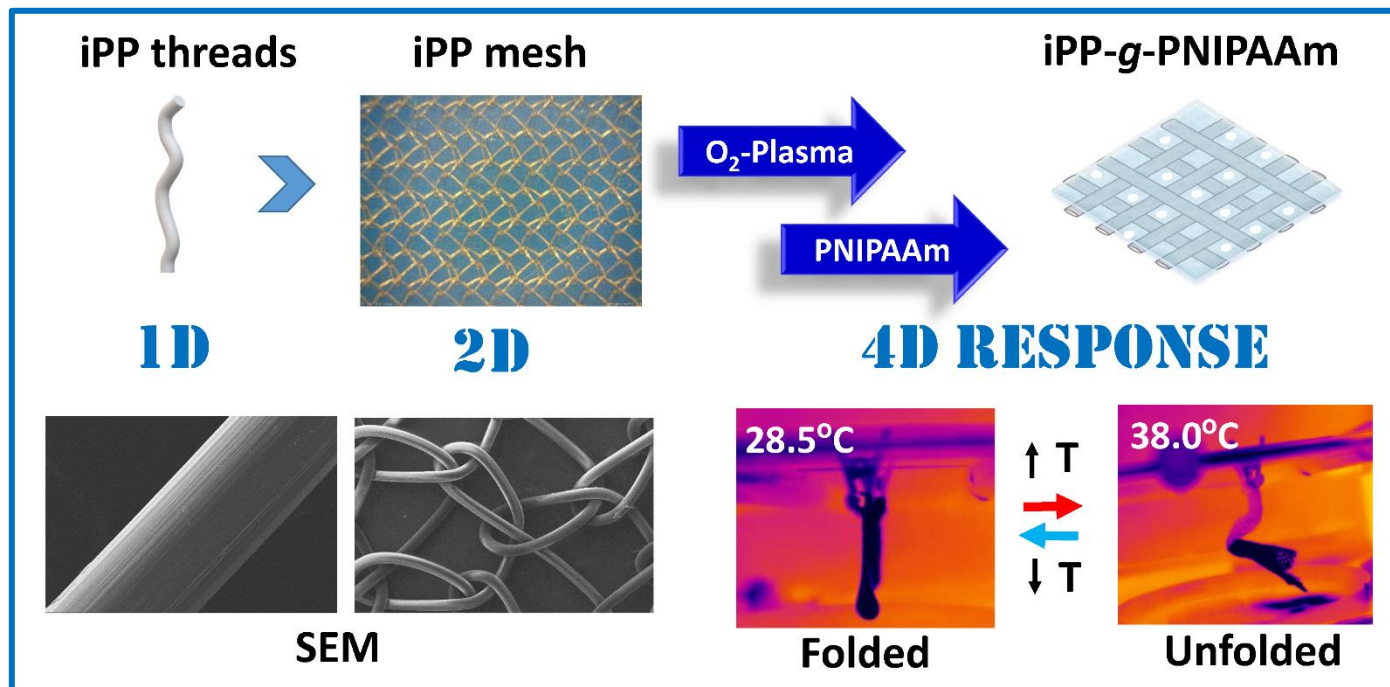 iPP threads
iPP mesh
iPP-g-PNIPAAm
O₂-Plasma
PNIPAAm
1D
2D
4D RESPONSE
28.5°C
↑ T
↓ T
38.0°C
SEM
Folded
Unfolded